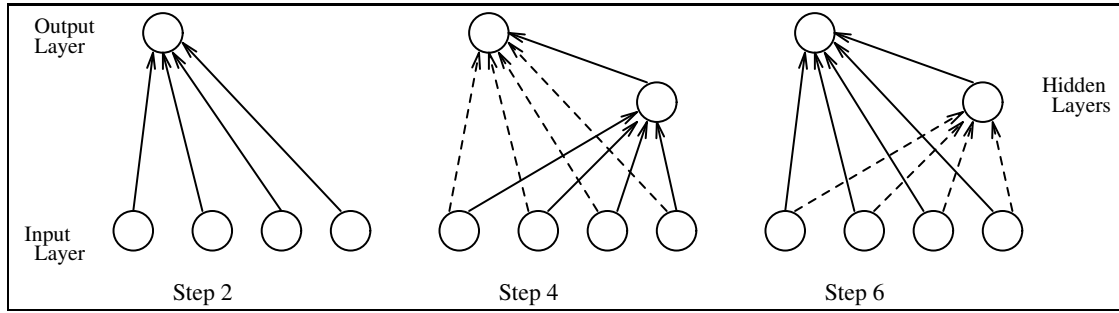 Output
Layer
Hidden
Layers
Input
Layer
Step 2
Step 4
Step 6